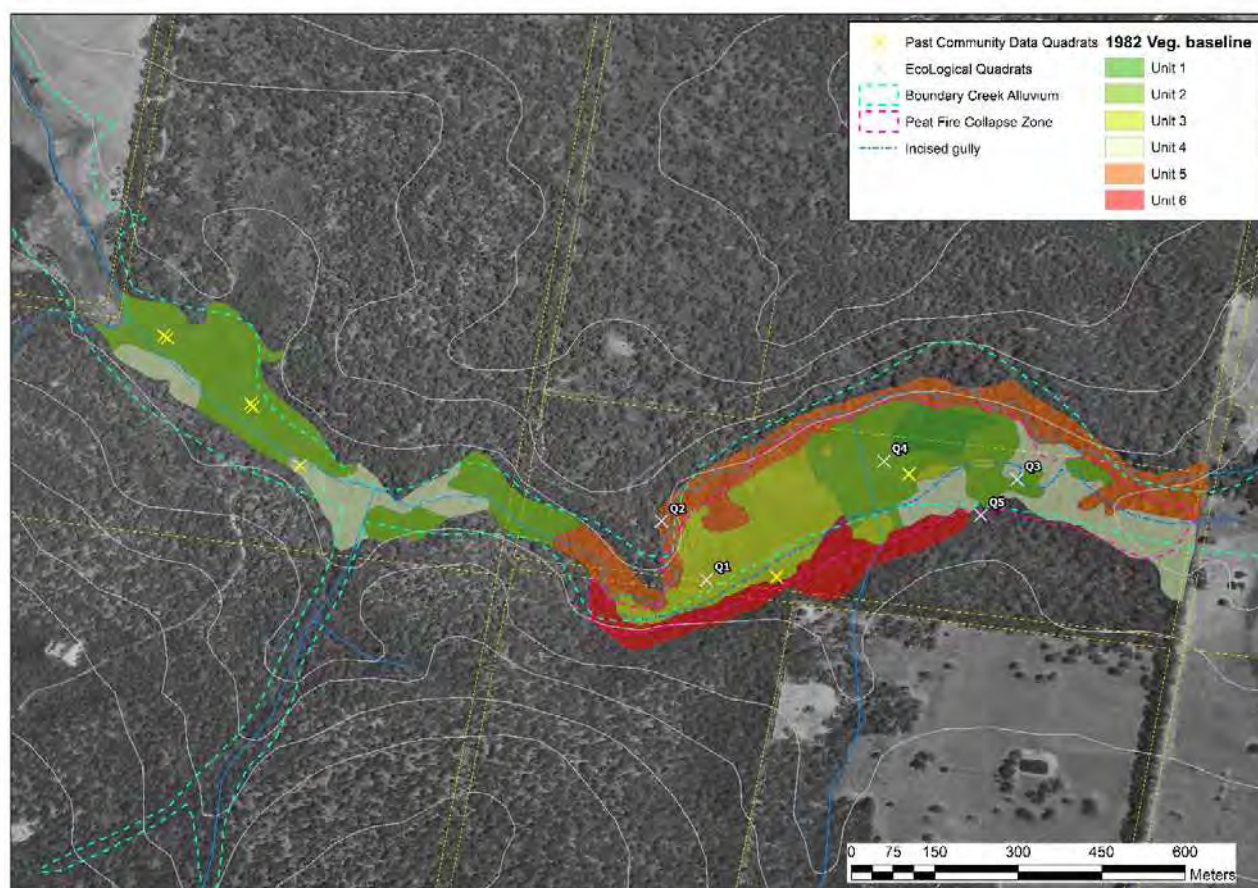 Past Community Data Quadrats
EcoLogical Quadrats
Boundary Creek Alluvium
Peat Fire Collapse Zone
Incised gully
1982 Veg. baseline
Unit 1
Unit 2
Unit 3
Unit 4
Unit 5
Unit 6
Q4
Q3
Q2
Q5
Q1
0 75 150 300 450 600
Meters